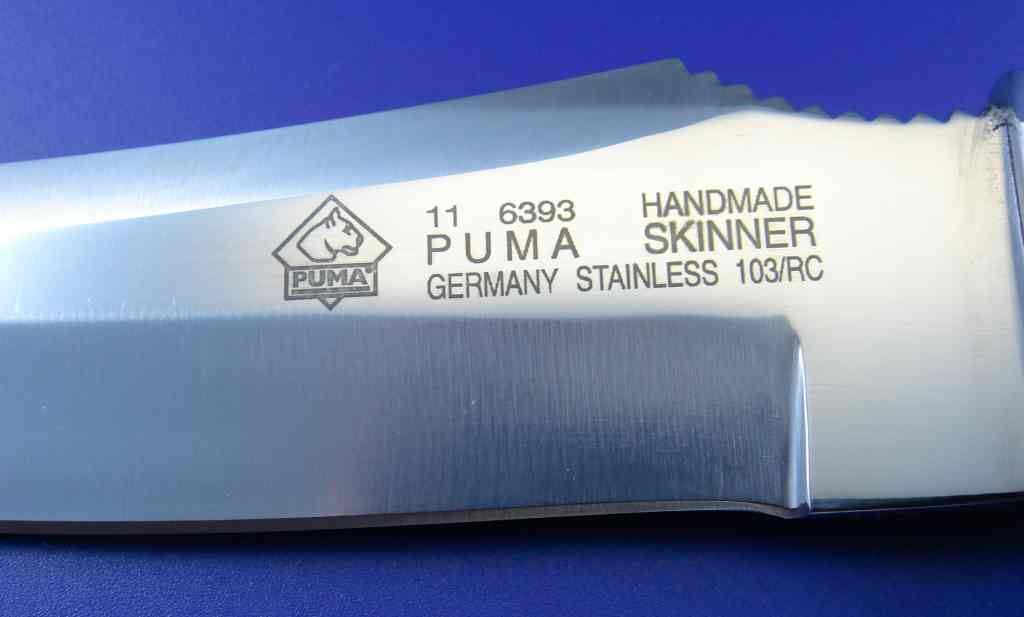 PUMA
11 6393 HANDMADE
PUMA SKINNER
GERMANY STAINLESS 103/RC